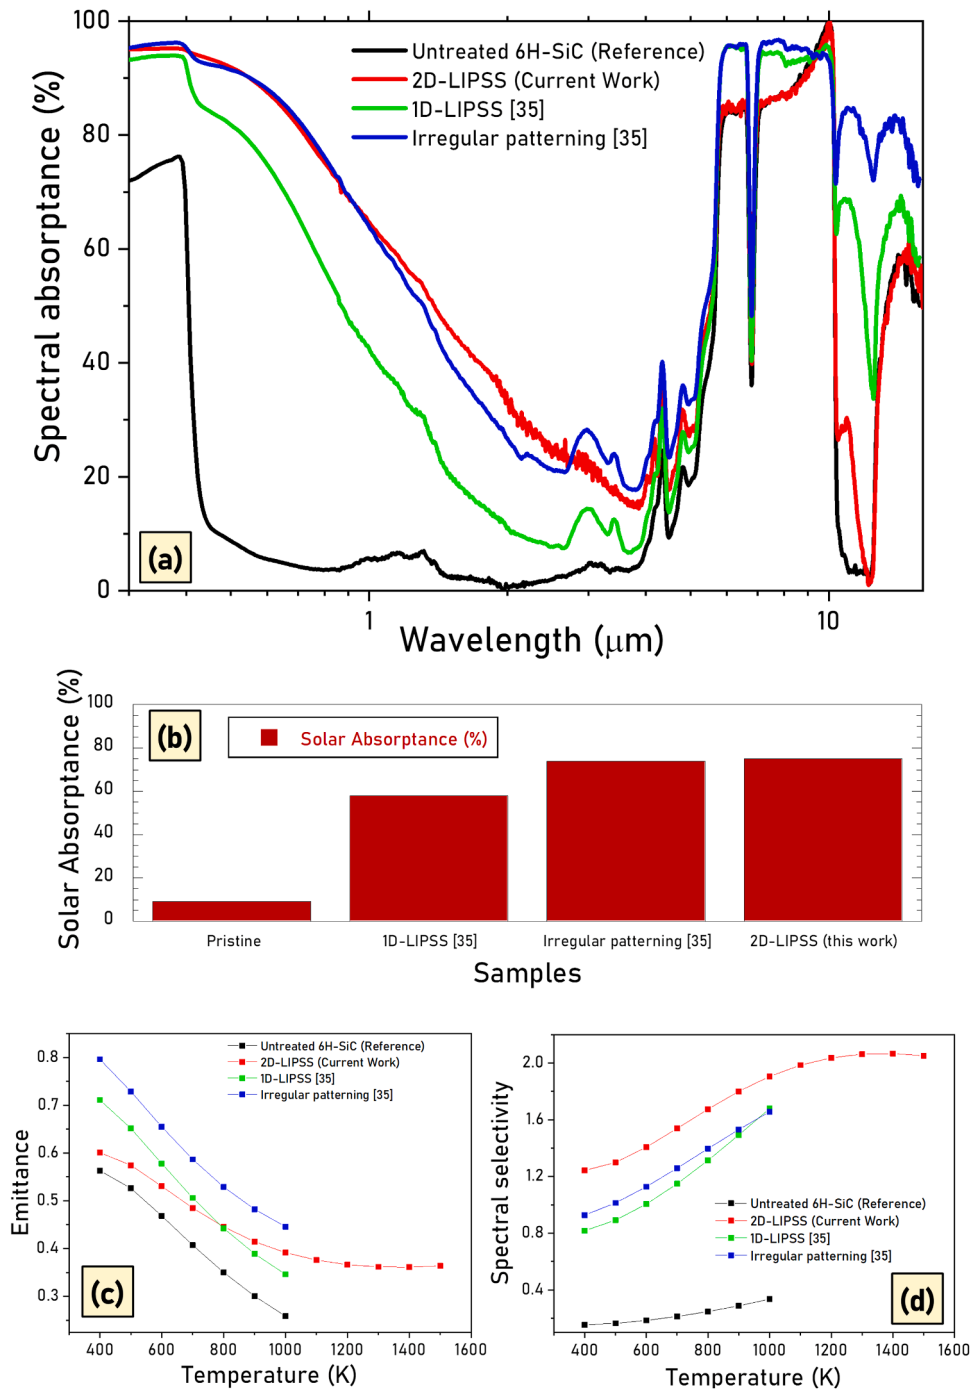 100
80
60
40
20
0
Spectral absorptance (%)
Untreated 6H-SiC (Reference)
2D-LIPSS (Current Work)
1D-LIPSS [35]
Irregular patterning [35]
(a)
1
10
Wavelength (μm)
100
80
60
40
20
0
Solar Absorptance (%)
(b)
Solar Absorptance (%)
Pristine
1D-LIPSS [35]
Irregular patterning [35]
2D-LIPSS (this work)
Samples
0.8
0.7
0.6
0.5
0.4
0.3
Emittance
Untreated 6H-SiC (Reference)
2D-LIPSS (Current Work)
1D-LIPSS [35]
Irregular patterning [35]
(c)
400 600 800 1000 1200 1400 1600
Temperature (K)
2.0
1.6
1.2
0.8
0.4
Spectral selectivity
Untreated 6H-SiC (Reference)
2D-LIPSS (Current Work)
1D-LIPSS [35]
Irregular patterning [35]
(d)
400 600 800 1000 1200 1400 1600
Temperature (K)